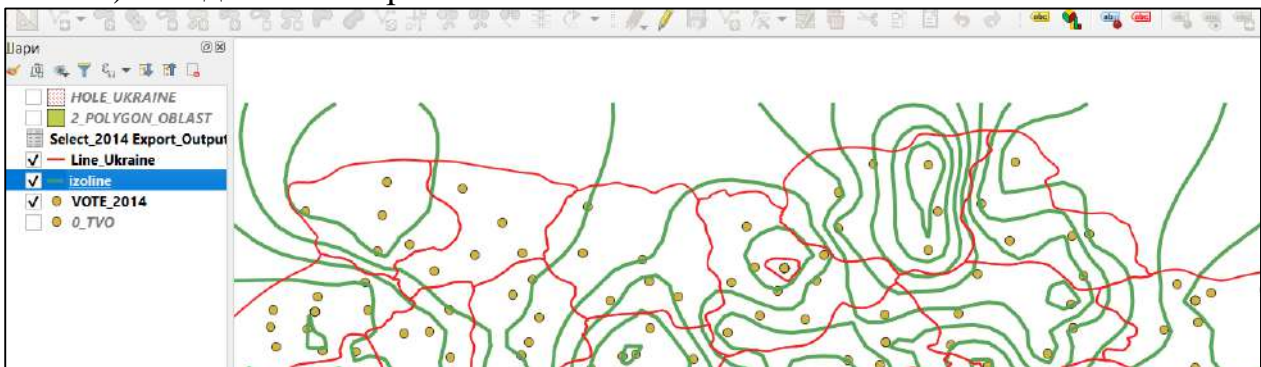 Шари
HOLE_UKRAINE
2_POLYGON_OBLAST
Select_2014 Export_Output
Line_Ukraine
izoline
VOTE_2014
0_TVO